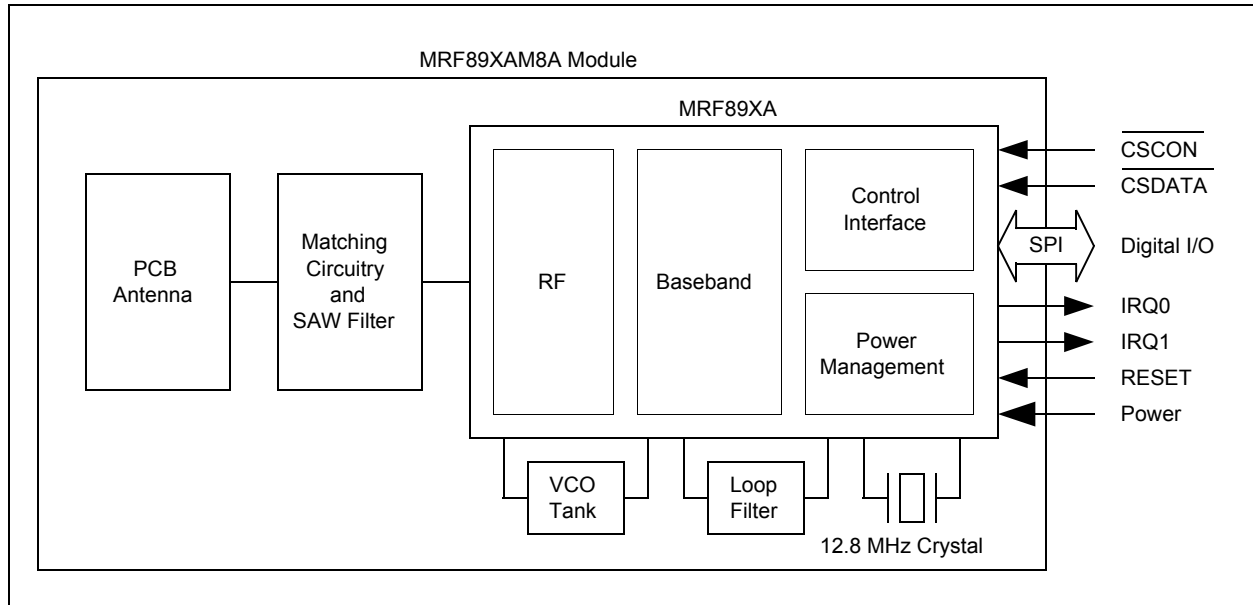 MRF89XAM8A Module
MRF89XA
PCB
Antenna
Matching
Circuitry
and
SAW Filter
RF
Baseband
Control
Interface
Power
Management
CSCON
CSDATA
SPI
Digital I/O
IRQ0
IRQ1
RESET
Power
VCO
Tank
Loop
Filter
12.8 MHz Crystal